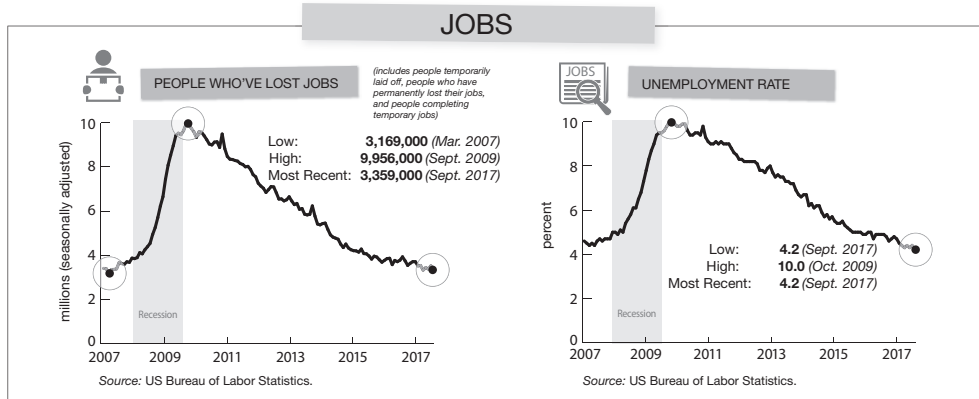 JOBS
PEOPLE WHO'VE LOST JOBS
(includes people temporarily
laid off, people who have
permanently lost their jobs,
and people completing
temporary jobs)
Low: 3,169,000 (Mar. 2007)
High: 9,956,000 (Sept. 2009)
Most Recent: 3,359,000 (Sept. 2017)
millions (seasonally adjusted)
10
8
6
4
2
0
Recession
2007 2009 2011 2013 2015 2017
Source: US Bureau of Labor Statistics.
JOBS
UNEMPLOYMENT RATE
percent
10
8
6
4
2
0
Low: 4.2 (Sept. 2017)
High: 10.0 (Oct. 2009)
Most Recent: 4.2 (Sept. 2017)
Recession
2007 2009 2011 2013 2015 2017
Source: US Bureau of Labor Statistics.